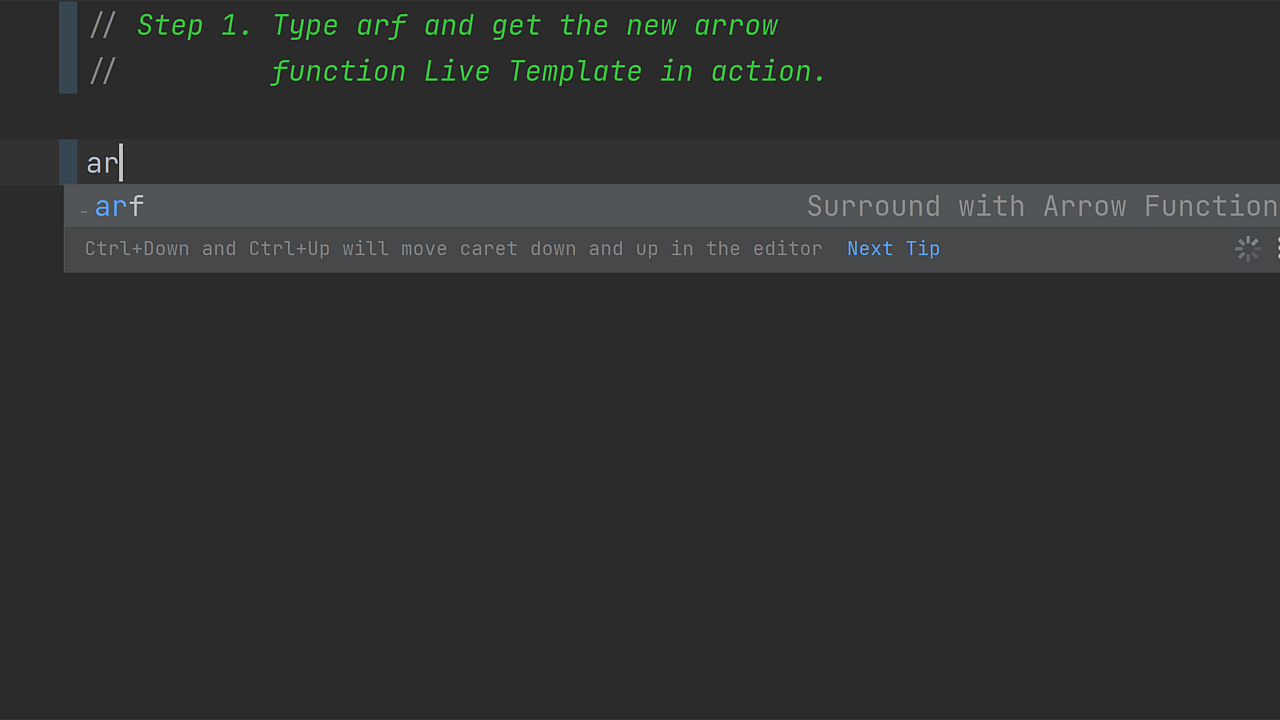 // Step 1. Type arf and get the new arrow
// function Live Template in action.
ar
arf Surround with Arrow Function
Ctrl+Down and Ctrl+Up will move caret down and up in the editor Next Tip